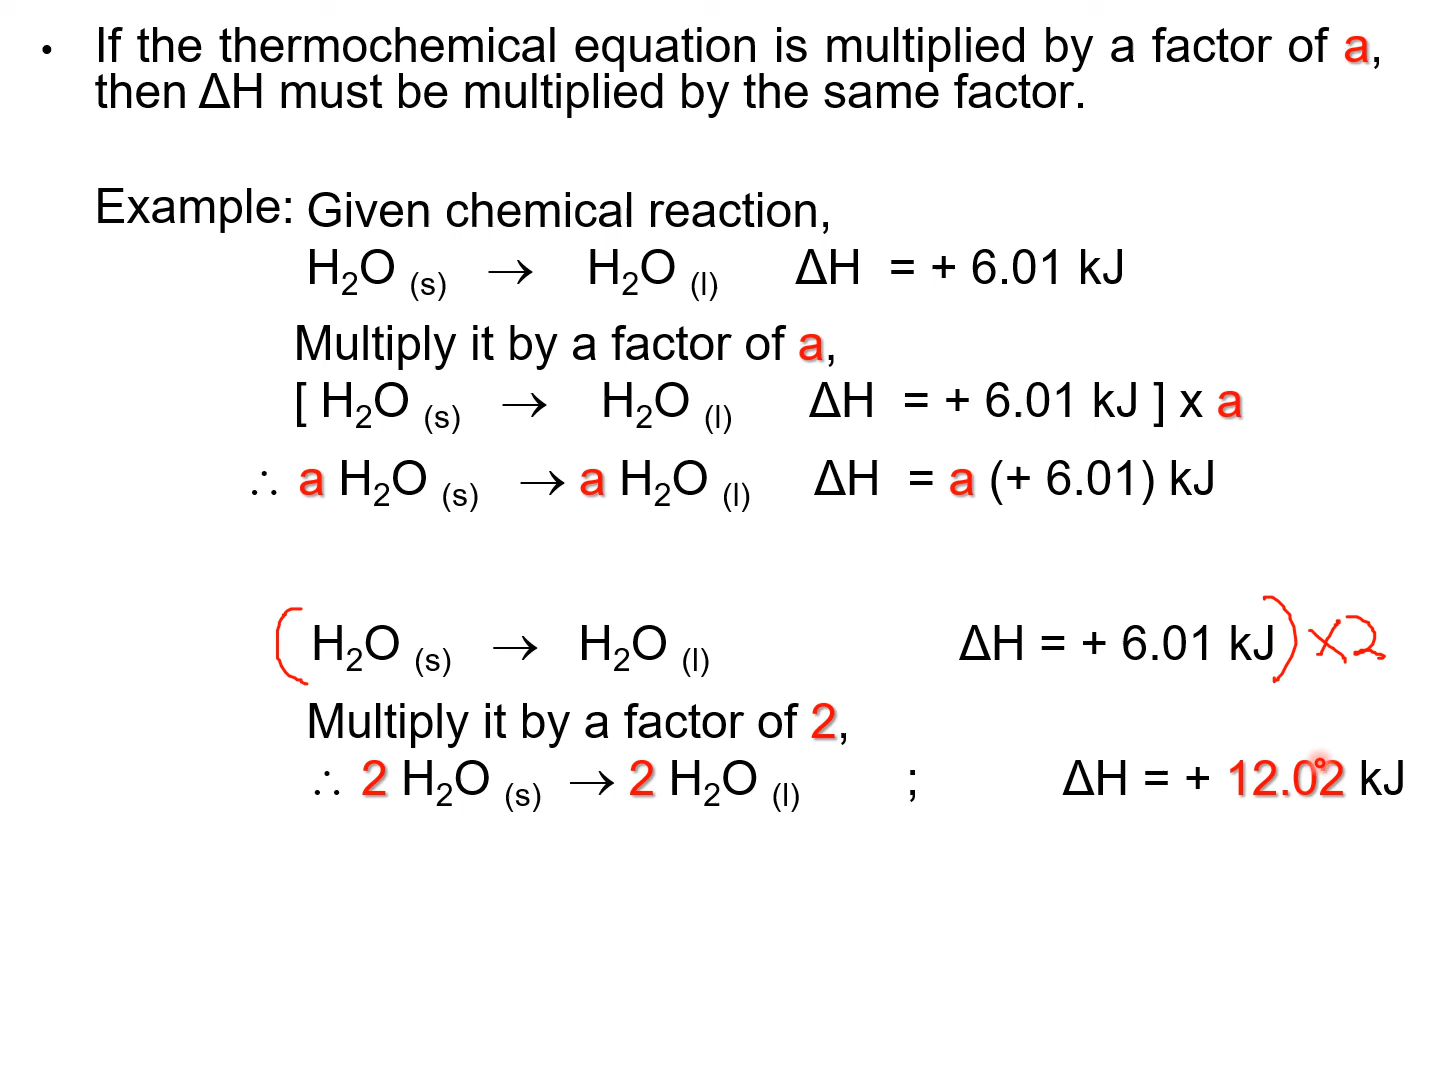 • If the thermochemical equation is multiplied by a factor of a,
then ΔH must be multiplied by the same factor.
Example: Given chemical reaction,
H₂O (s) → H₂O (l) ΔH = + 6.01 kJ
Multiply it by a factor of a,
[ H₂O (s) → H₂O (l) ΔH = + 6.01 kJ ] x a
∴ a H₂O (s) → a H₂O (l) ΔH = a (+ 6.01) kJ
( H₂O (s) → H₂O (l) ΔH = + 6.01 kJ ) ×2
Multiply it by a factor of 2,
∴ 2 H₂O (s) → 2 H₂O (l) ; ΔH = + 12.02 kJ